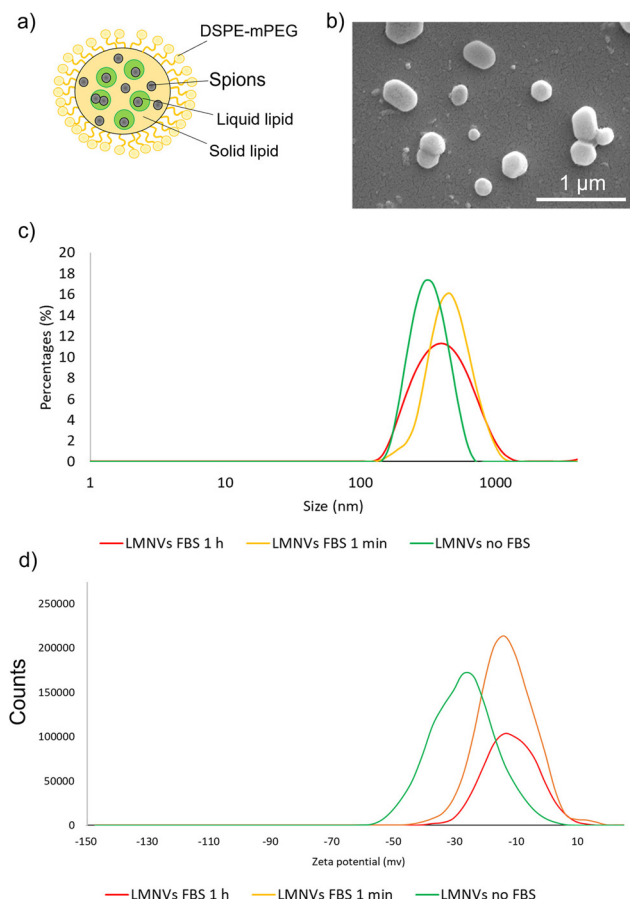 a)
DSPE-mPEG
Spions
Liquid lipid
Solid lipid
b)
1 µm
c)
20
18
16
14
12
10
8
6
4
2
0
Percentages (%)
1 10 100 1000
Size (nm)
LMNVs FBS 1 h LMNVs FBS 1 min LMNVs no FBS
d)
250000
200000
150000
100000
50000
0
Counts
-150 -130 -110 -90 -70 -50 -30 -10 10
Zeta potential (mv)
LMNVs FBS 1 h LMNVs FBS 1 min LMNVs no FBS